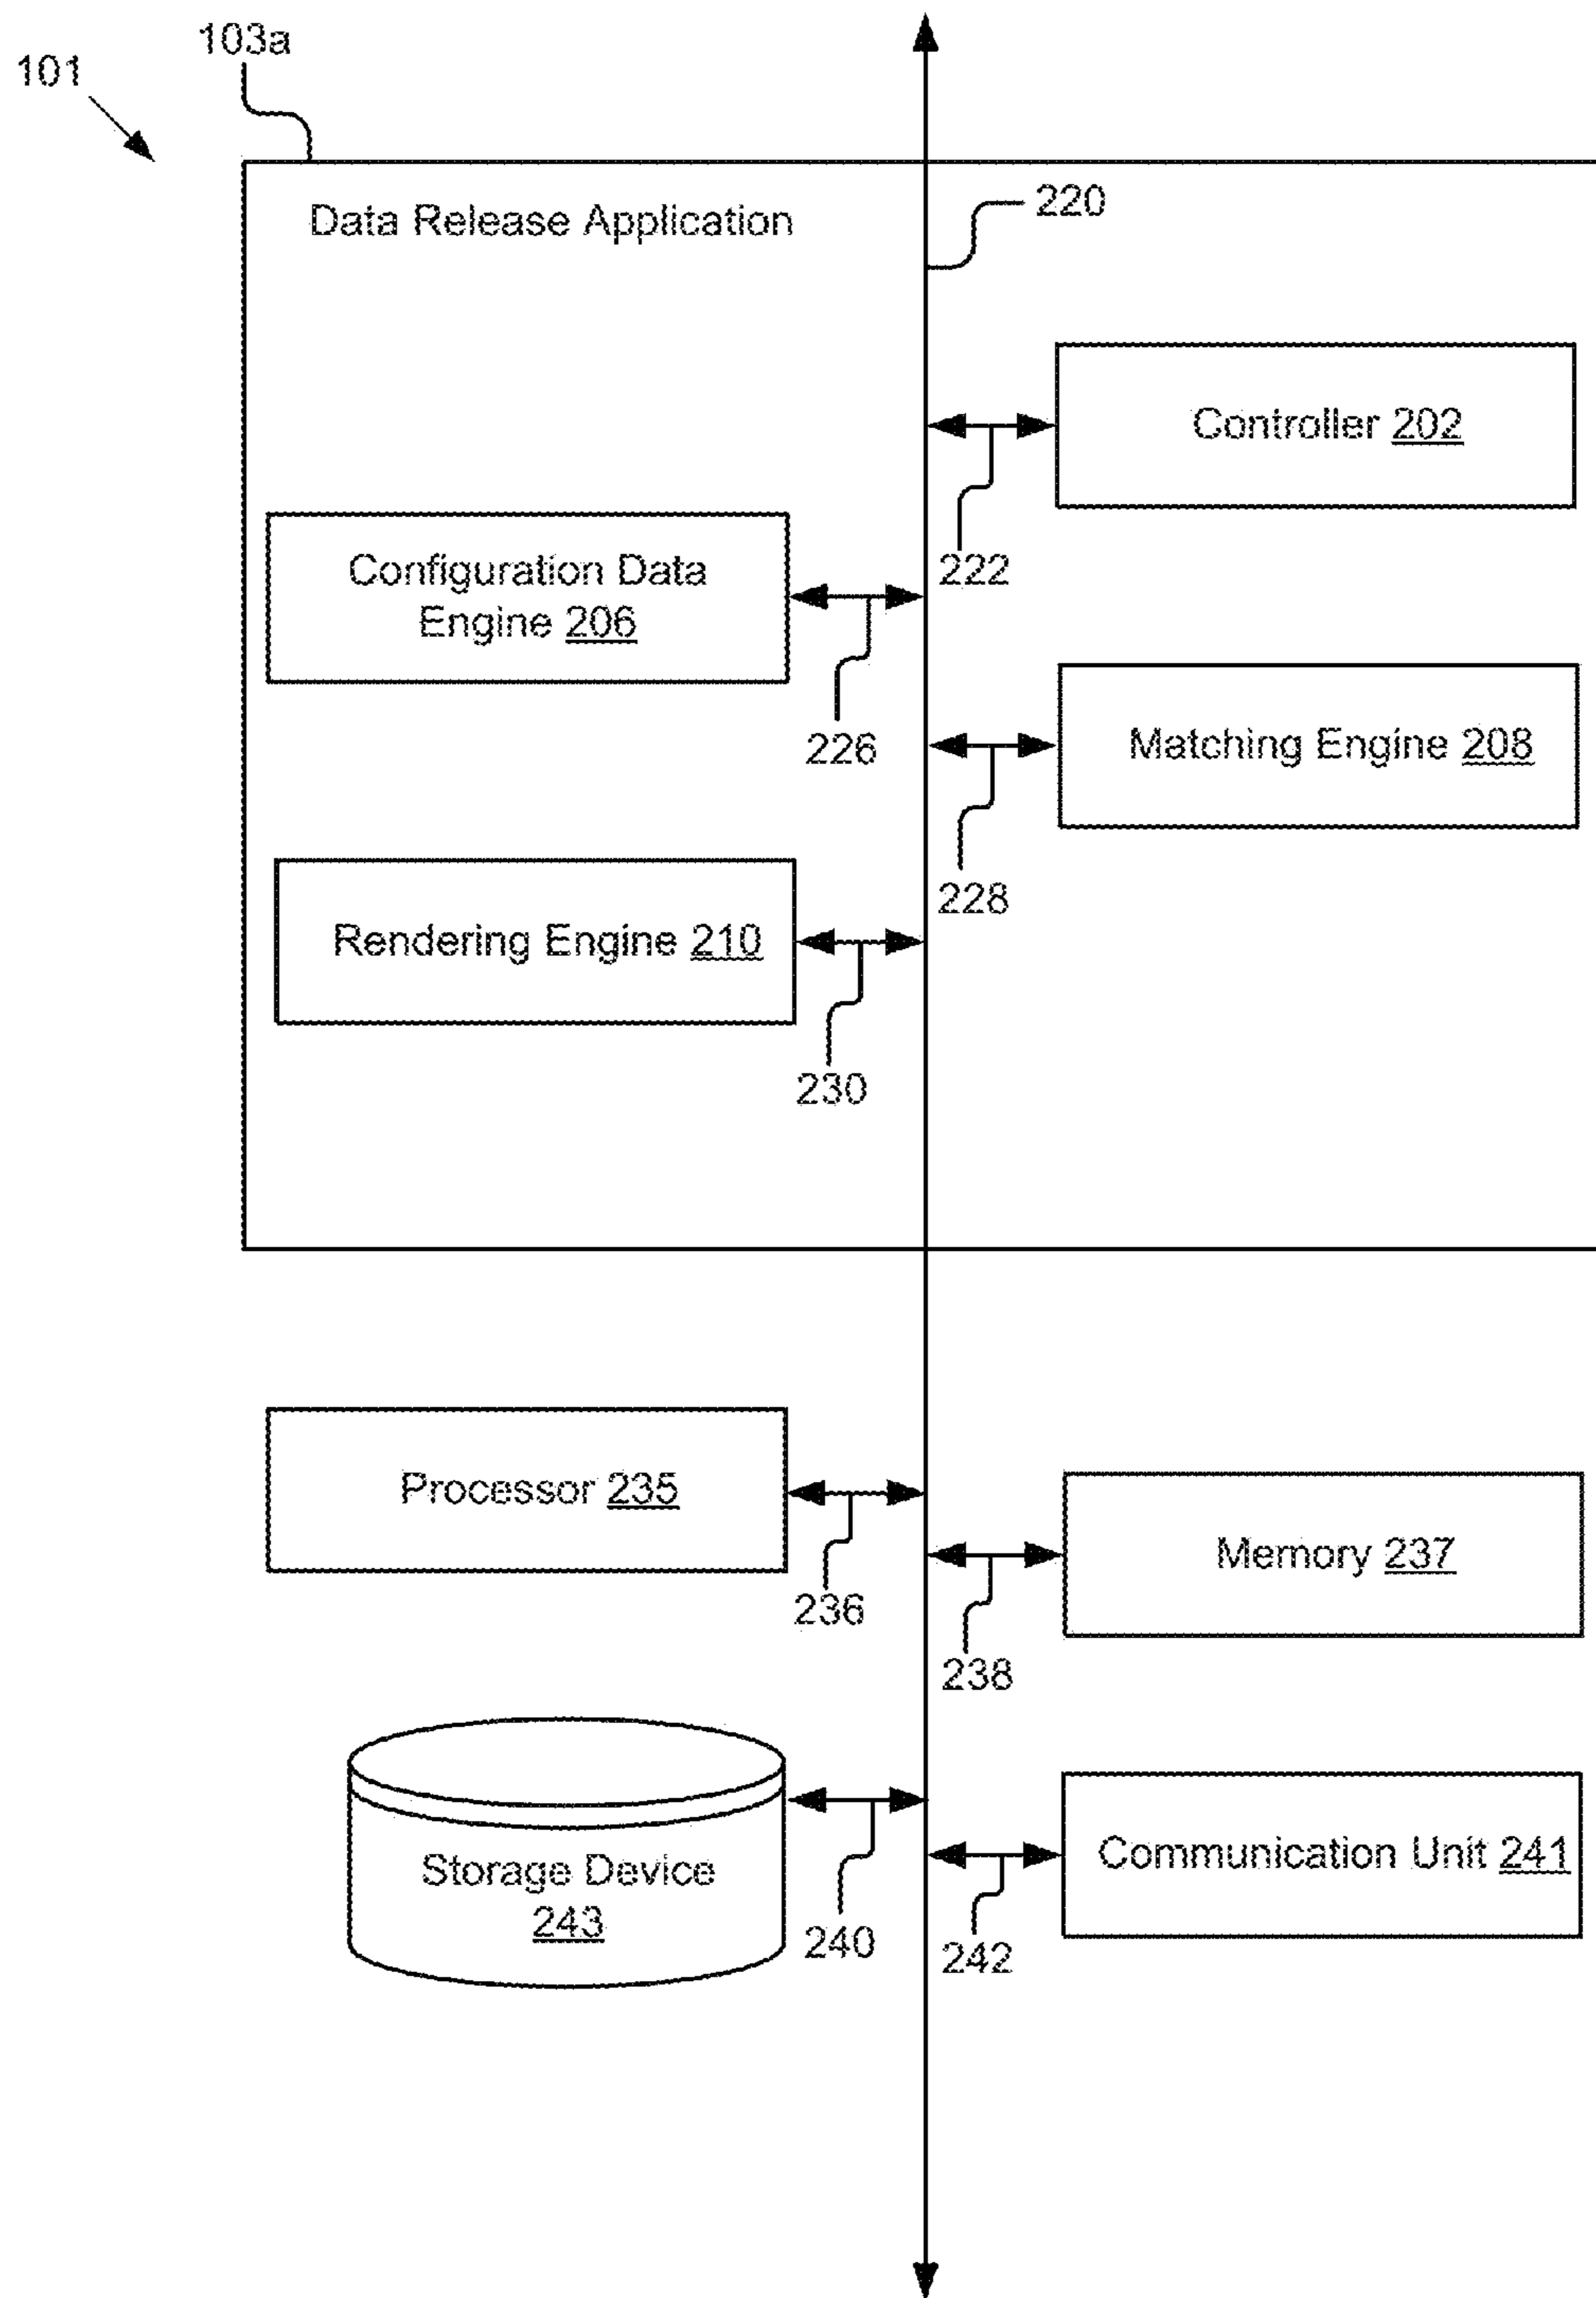 103a
101
Data Release Application
220
Controller 202
222
Configuration Data
Engine 206
226
Matching Engine 208
228
Rendering Engine 210
230
Processor 235
236
Memory 237
238
Storage Device
243
240
Communication Unit 241
242